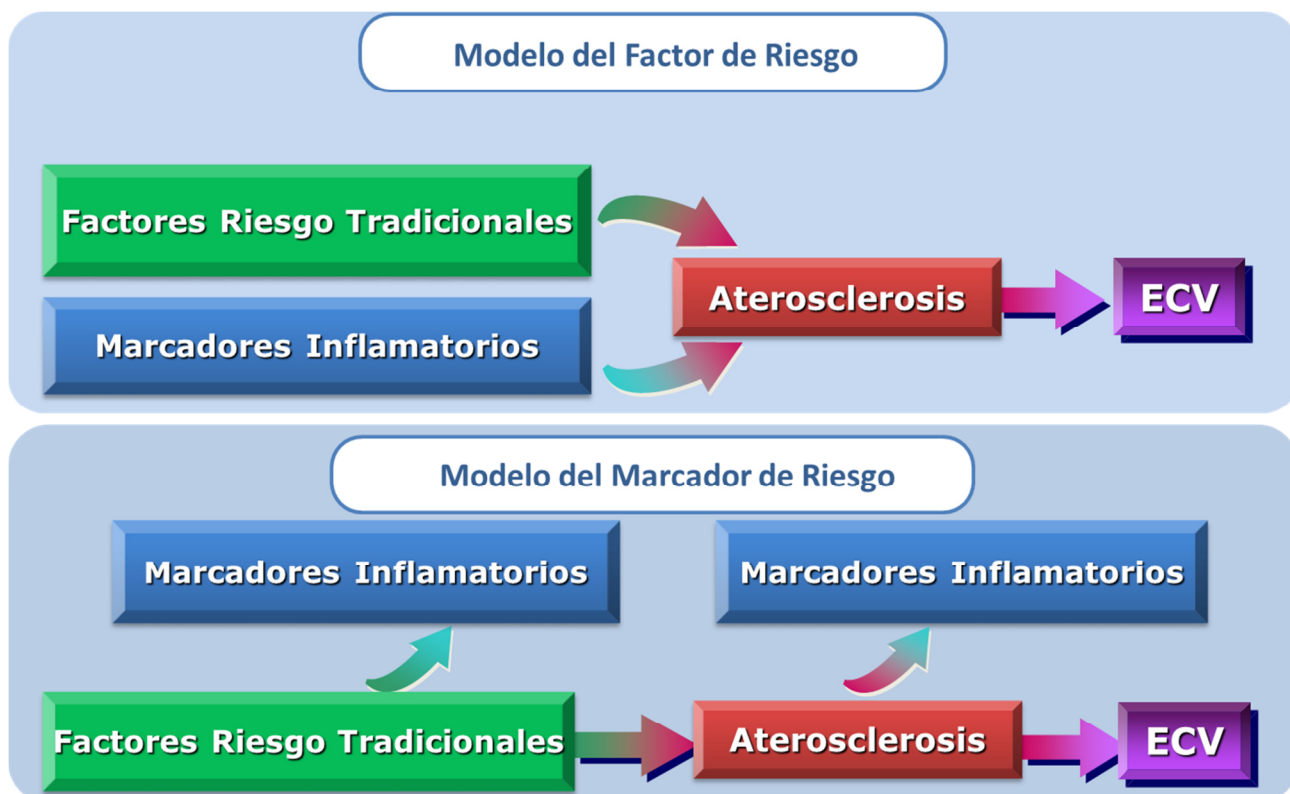 Modelo del Factor de Riesgo
Factores Riesgo Tradicionales
Marcadores Inflamatorios
Aterosclerosis
ECV
Modelo del Marcador de Riesgo
Marcadores Inflamatorios
Marcadores Inflamatorios
Factores Riesgo Tradicionales
Aterosclerosis
ECV